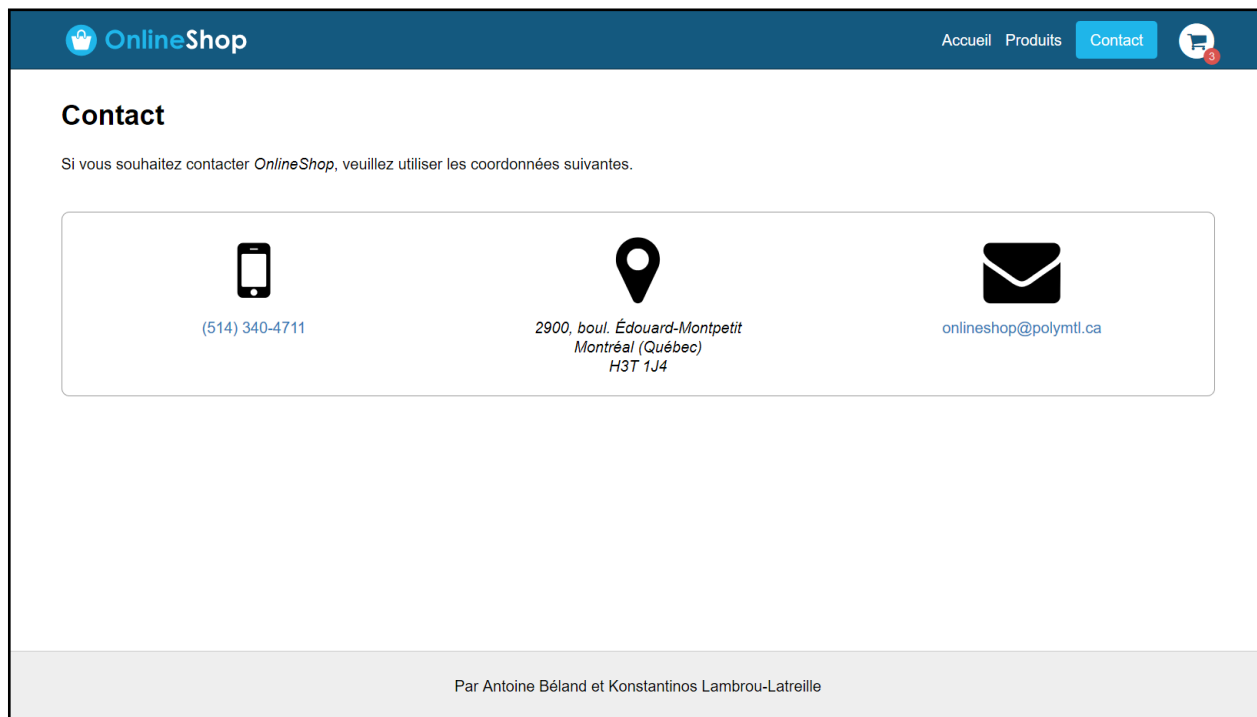 OnlineShop
Accueil Produits Contact
3
Contact
Si vous souhaitez contacter OnlineShop, veuillez utiliser les coordonnées suivantes.
(514) 340-4711
2900, boul. Édouard-Montpetit
Montréal (Québec)
H3T 1J4
onlineshop@polymtl.ca
Par Antoine Béland et Konstantinos Lambrou-Latreille